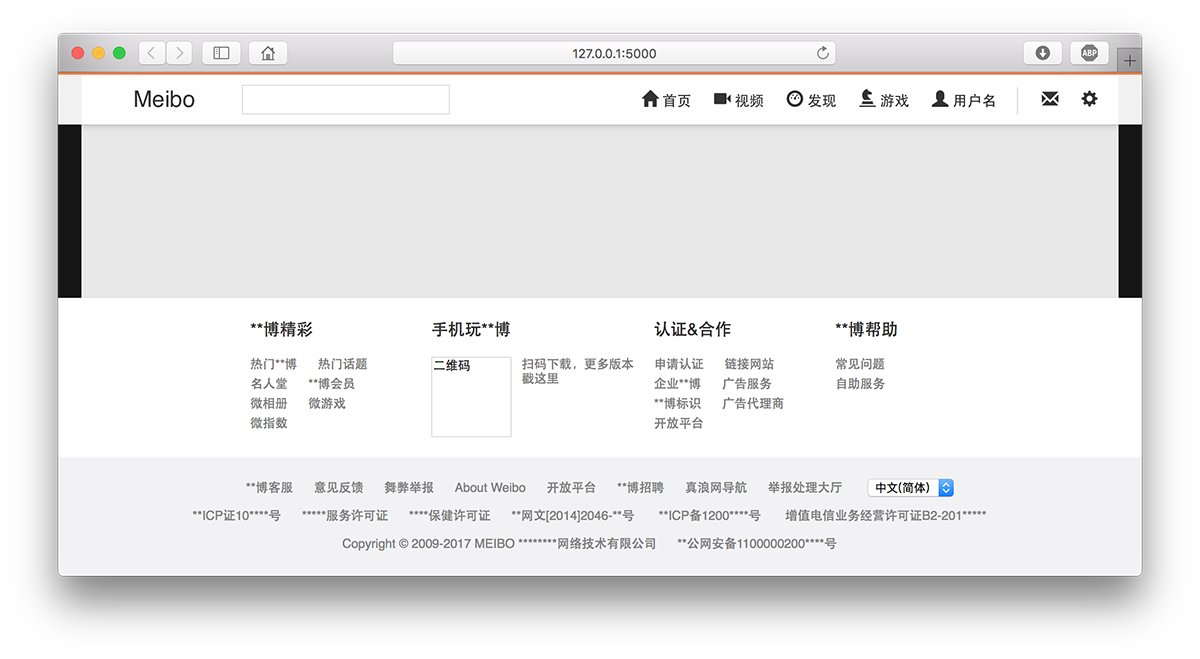 127.0.0.1:5000
ABP
Meibo 首页 视频 发现 游戏 用户名
**博精彩 手机玩**博 认证&合作 **博帮助
热门**博 热门话题 二维码 扫码下载，更多版本 申请认证 链接网站 常见问题
名人堂 **博会员 戳这里 企业**博 广告服务 自助服务
微相册 微游戏 **博标识 广告代理商
微指数 开放平台
**博客服 意见反馈 舞弊举报 About Weibo 开放平台 **博招聘 真浪网导航 举报处理大厅 中文(简体)
**ICP证10****号 *****服务许可证 ****保健许可证 **网文[2014]2046-**号 **ICP备1200****号 增值电信业务经营许可证B2-201*****
Copyright © 2009-2017 MEIBO ********网络技术有限公司 **公网安备1100000200****号